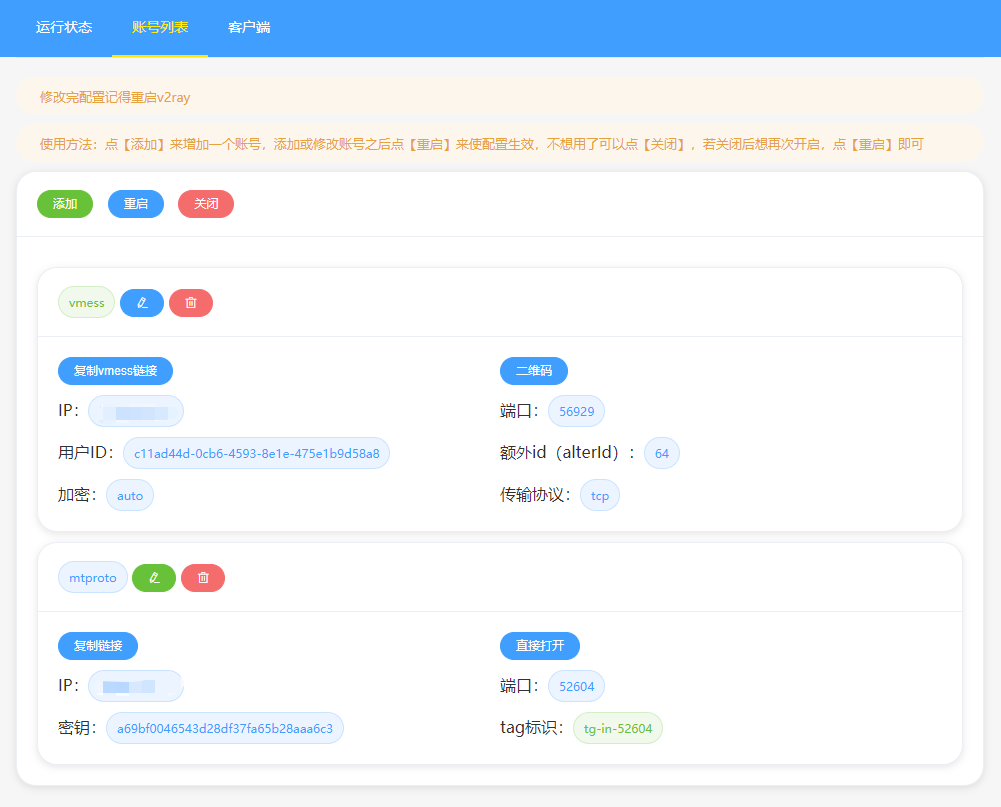 运行状态 账号列表 客户端
修改完配置记得重启v2ray
使用方法：点【添加】来增加一个账号，添加或修改账号之后点【重启】来使配置生效，不想用了可以点【关闭】，若关闭后想再次开启，点【重启】即可
添加 重启 关闭
vmess
复制vmess链接 二维码
IP： 端口： 56929
用户ID： c11ad44d-0cb6-4593-8e1e-475e1b9d58a8 额外id（alterId）： 64
加密： auto 传输协议： tcp
mtproto
复制链接 直接打开
IP： 端口： 52604
密钥： a69bf0046543d28df37fa65b28aaa6c3 tag标识： tg-in-52604